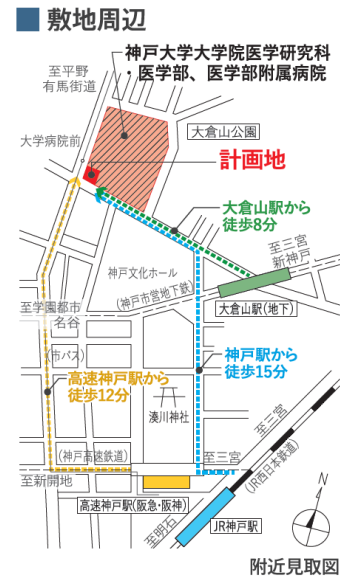 敷地周辺
神戸大学大学院医学研究科
・医学部、医学部附属病院
至平野
有馬街道
大学病院前
大倉山公園
計画地
大倉山駅から
徒歩8分
至三宮
新神戸
神戸文化ホール
(神戸市営地下鉄)
大倉山駅(地下)
至学園都市
名谷
(市バス)
神戸駅から
徒歩15分
高速神戸駅から
徒歩12分
湊川神社
至三宮
(JR西日本鉄道)
(神戸高速鉄道)
至三宮
至新開地
高速神戸駅(阪急・阪神)
至明石
JR神戸駅
N
附近見取図